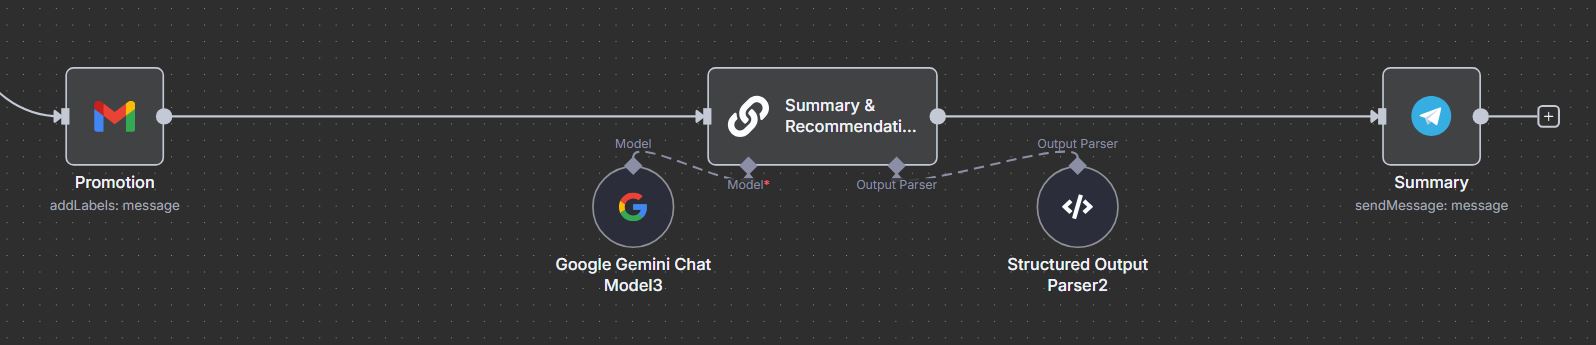 Summary &
Recommendati...
Model
Output Parser
Model*
Output Parser
Promotion
addLabels: message
Summary
sendMessage: message
Google Gemini Chat
Model3
Structured Output
Parser2